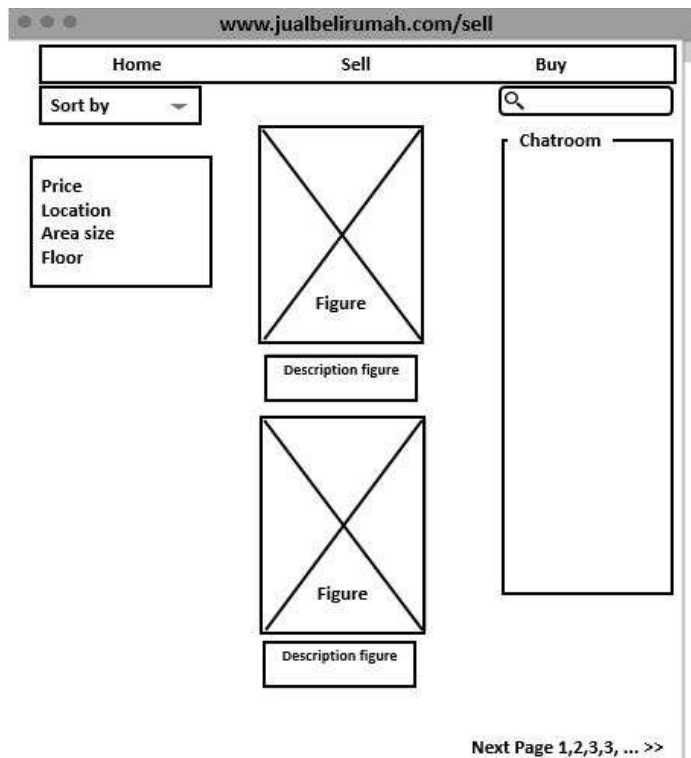 www.jualbelirumah.com/sell
Home Sell Buy
Sort by
Chatroom
Price
Location
Area size
Floor
Figure
Description figure
Figure
Description figure
Next Page 1,2,3,3, ... >>